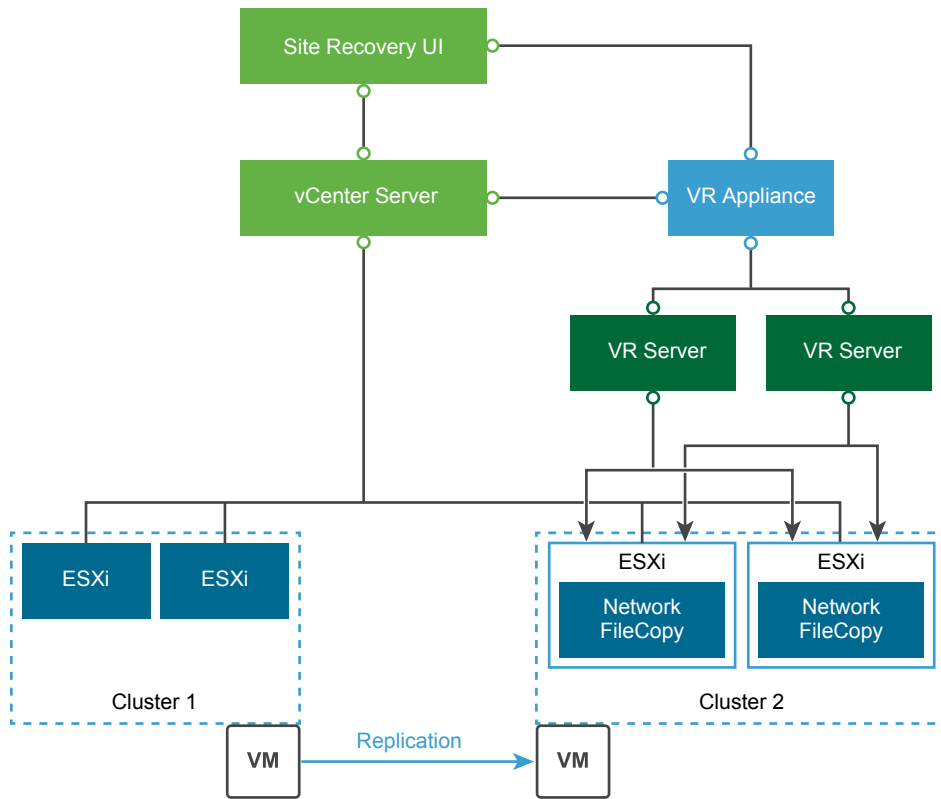 Site Recovery UI
vCenter Server
VR Appliance
VR Server
VR Server
ESXi
ESXi
ESXi
ESXi
Network
FileCopy
Network
FileCopy
Cluster 1
Cluster 2
VM
Replication
VM